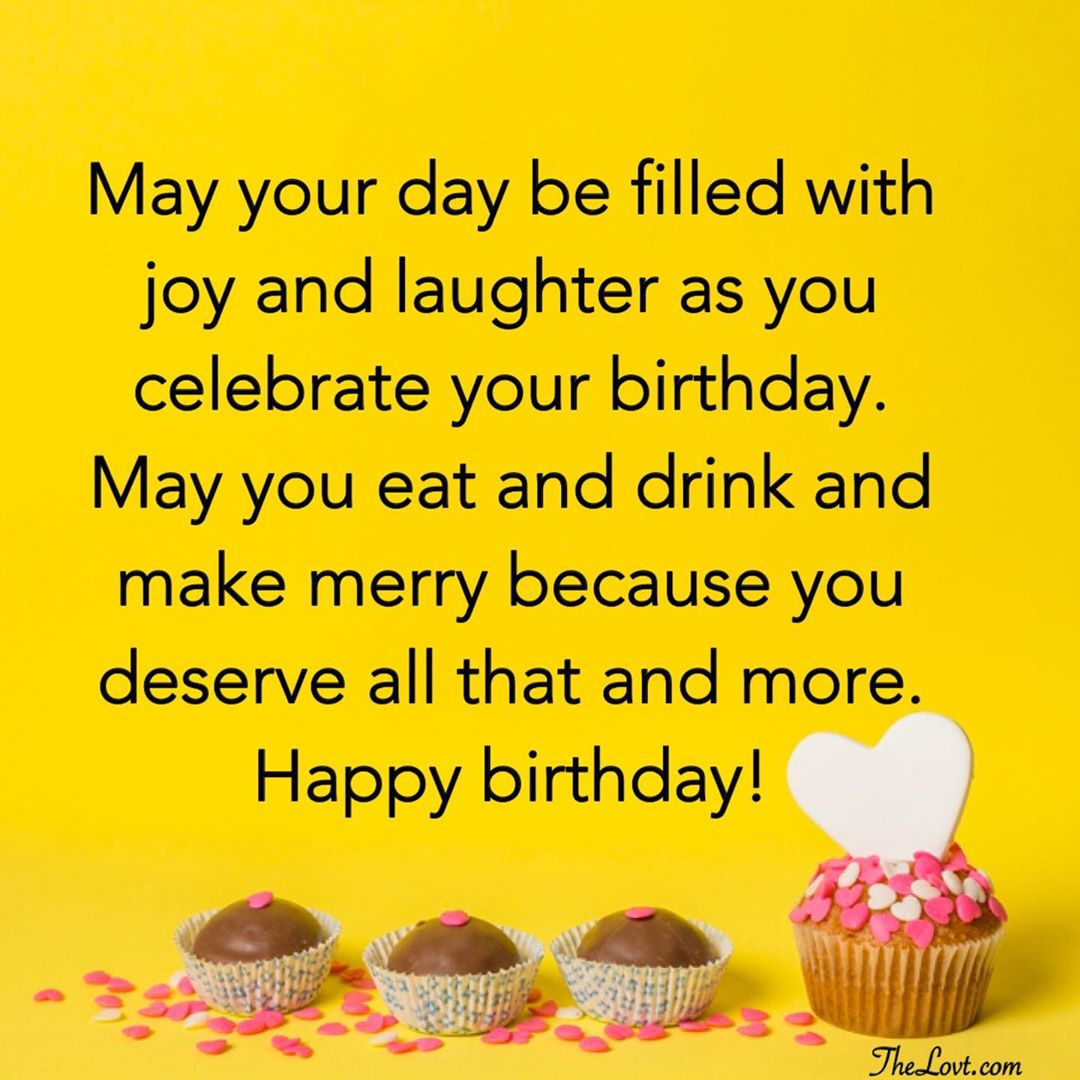 May your day be filled with
joy and laughter as you
celebrate your birthday.
May you eat and drink and
make merry because you
deserve all that and more.
Happy birthday!
TheLovt.com